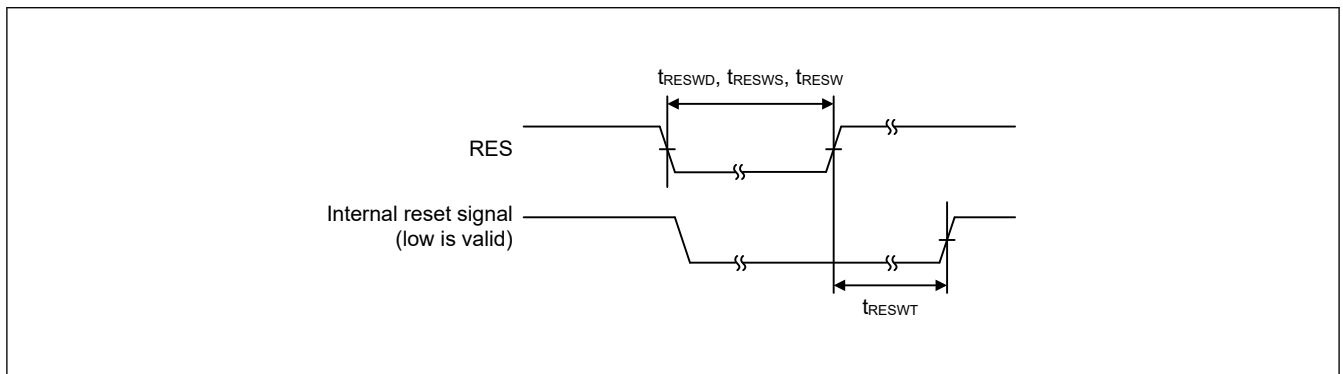 tRESWD, tRESWS, tRESW
RES
Internal reset signal
(low is valid)
tRESWT